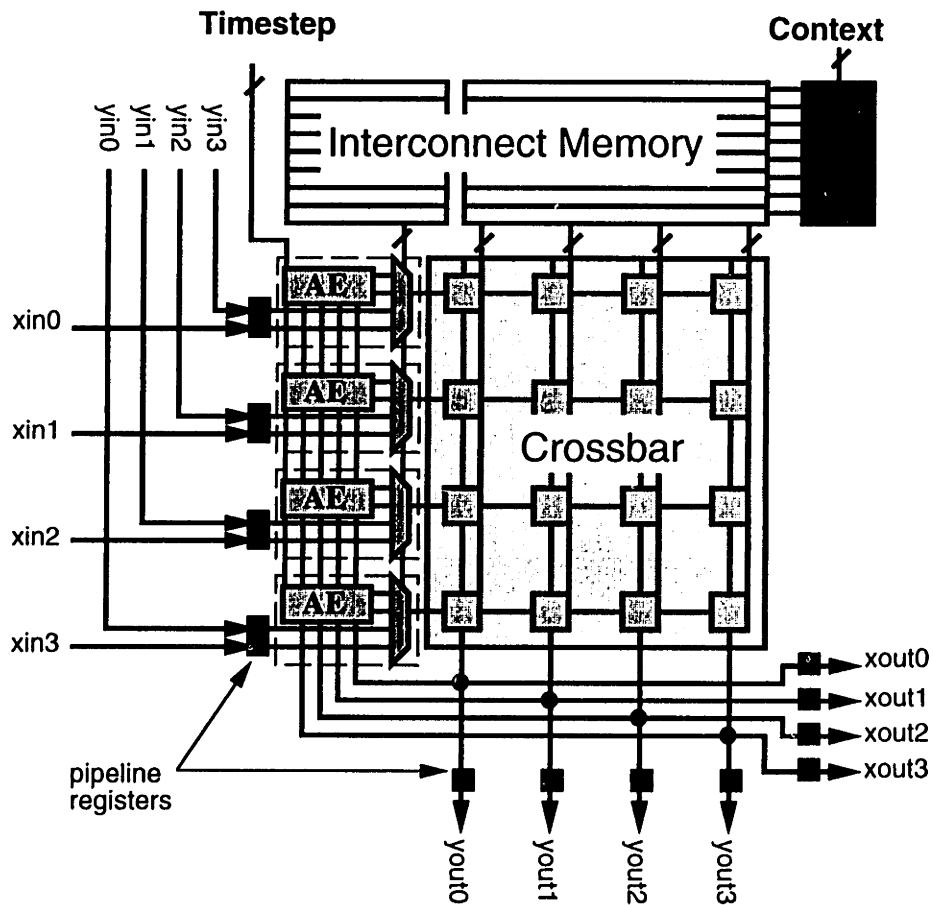 Timestep
Context
yin0
yin1
yin2
yin3
Interconnect Memory
AE
xin0
AE
xin1
Crossbar
AE
xin2
AE
xin3
xout0
xout1
xout2
xout3
pipeline
registers
yout0
yout1
yout2
yout3